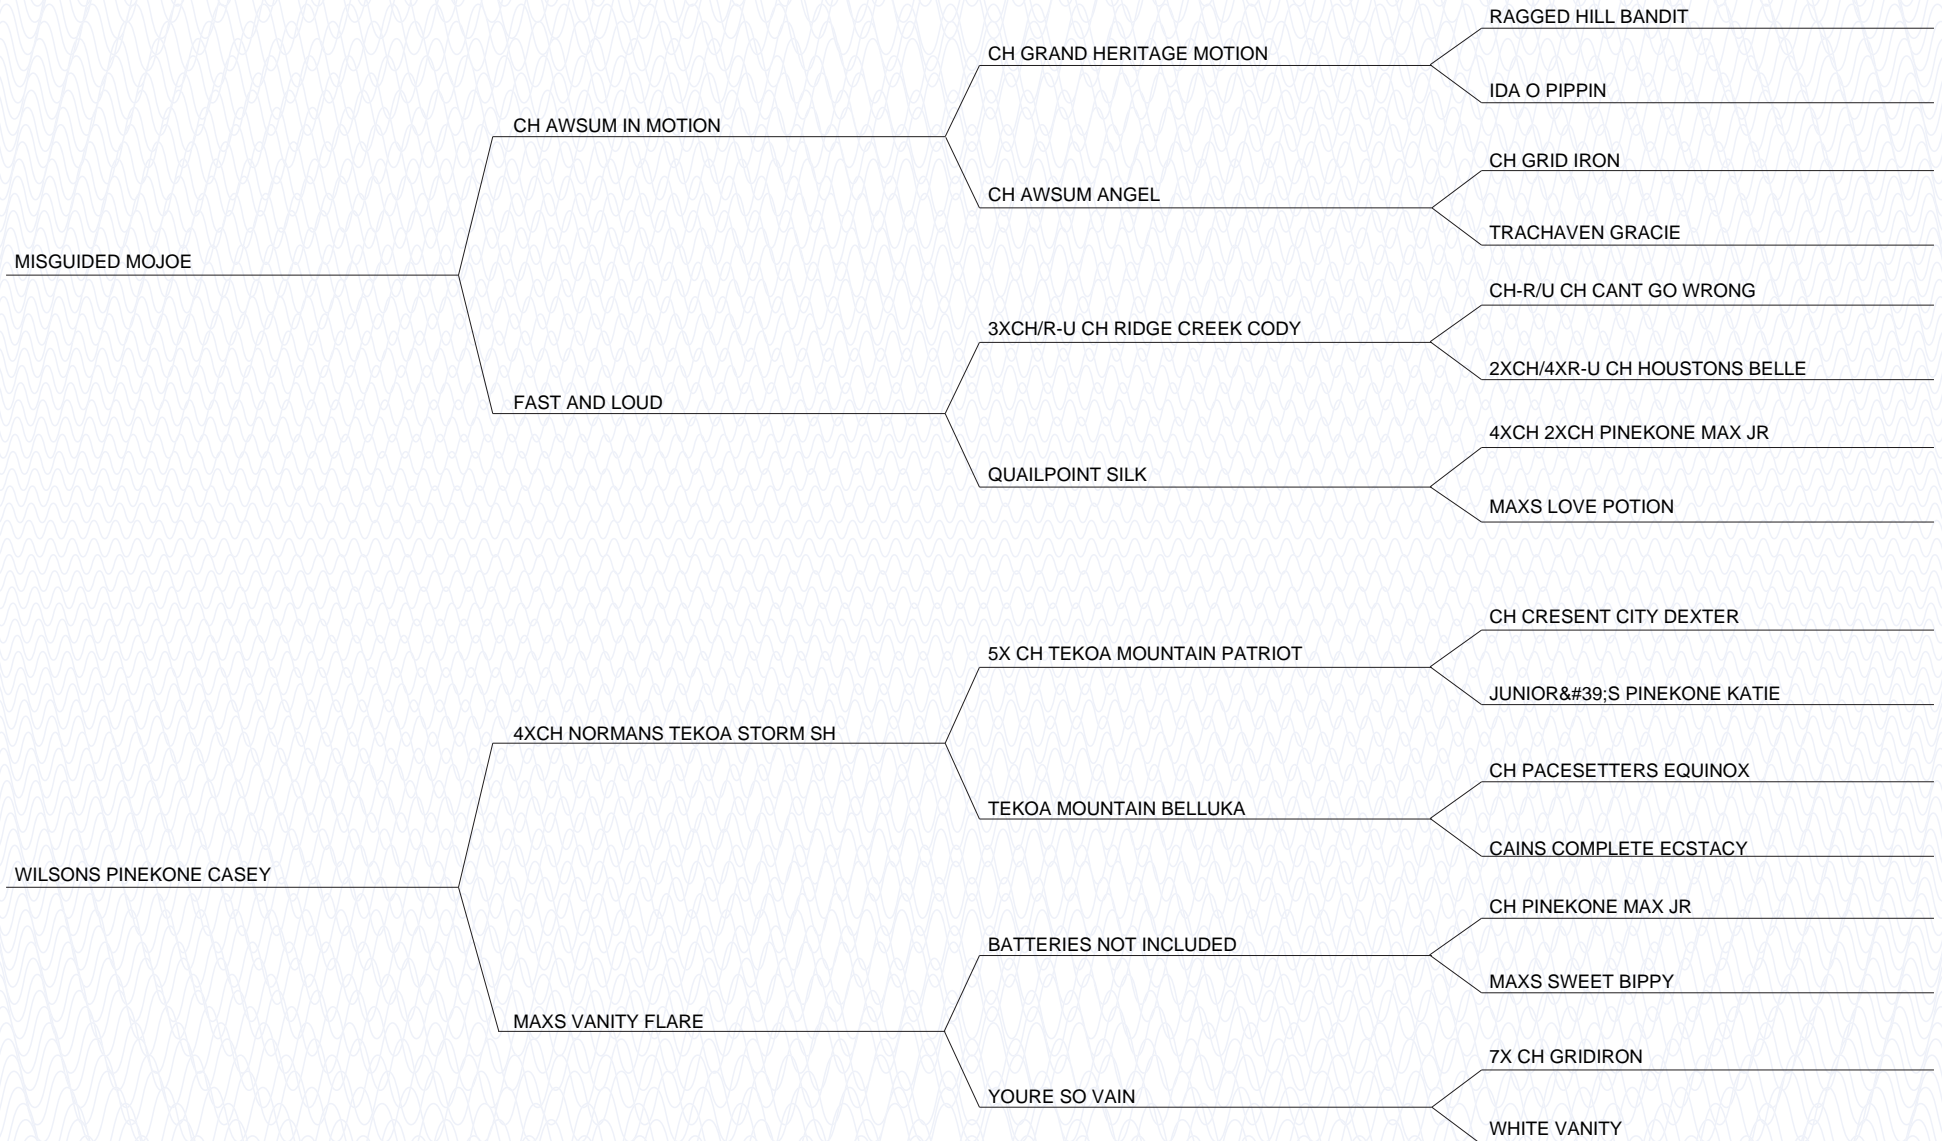 MISGUIDED MOJOE
CH AWSUM IN MOTION
CH GRAND HERITAGE MOTION
RAGGED HILL BANDIT
IDA O PIPPIN
CH AWSUM ANGEL
CH GRID IRON
TRACHAVEN GRACIE
FAST AND LOUD
3XCH/R-U CH RIDGE CREEK CODY
CH-R/U CH CANT GO WRONG
2XCH/4XR-U CH HOUSTONS BELLE
QUAILPOINT SILK
4XCH 2XCH PINEKONE MAX JR
MAXS LOVE POTION
WILSONS PINEKONE CASEY
4XCH NORMANS TEKOA STORM SH
5X CH TEKOA MOUNTAIN PATRIOT
CH CRESENT CITY DEXTER
JUNIOR&#39;S PINEKONE KATIE
TEKOA MOUNTAIN BELLUKA
CH PACESETTERS EQUINOX
CAINS COMPLETE ECSTACY
MAXS VANITY FLARE
BATTERIES NOT INCLUDED
CH PINEKONE MAX JR
MAXS SWEET BIPPY
YOURE SO VAIN
7X CH GRIDIRON
WHITE VANITY